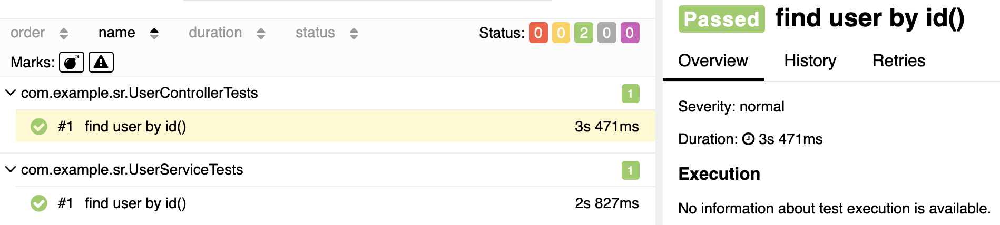 order name duration status Status: 0 0 2 0 0
Marks:
com.example.sr.UserControllerTests 1
#1 find user by id() 3s 471ms
com.example.sr.UserServiceTests 1
#1 find user by id() 2s 827ms
Passed find user by id()
Overview History Retries
Severity: normal
Duration: 3s 471ms
Execution
No information about test execution is available.